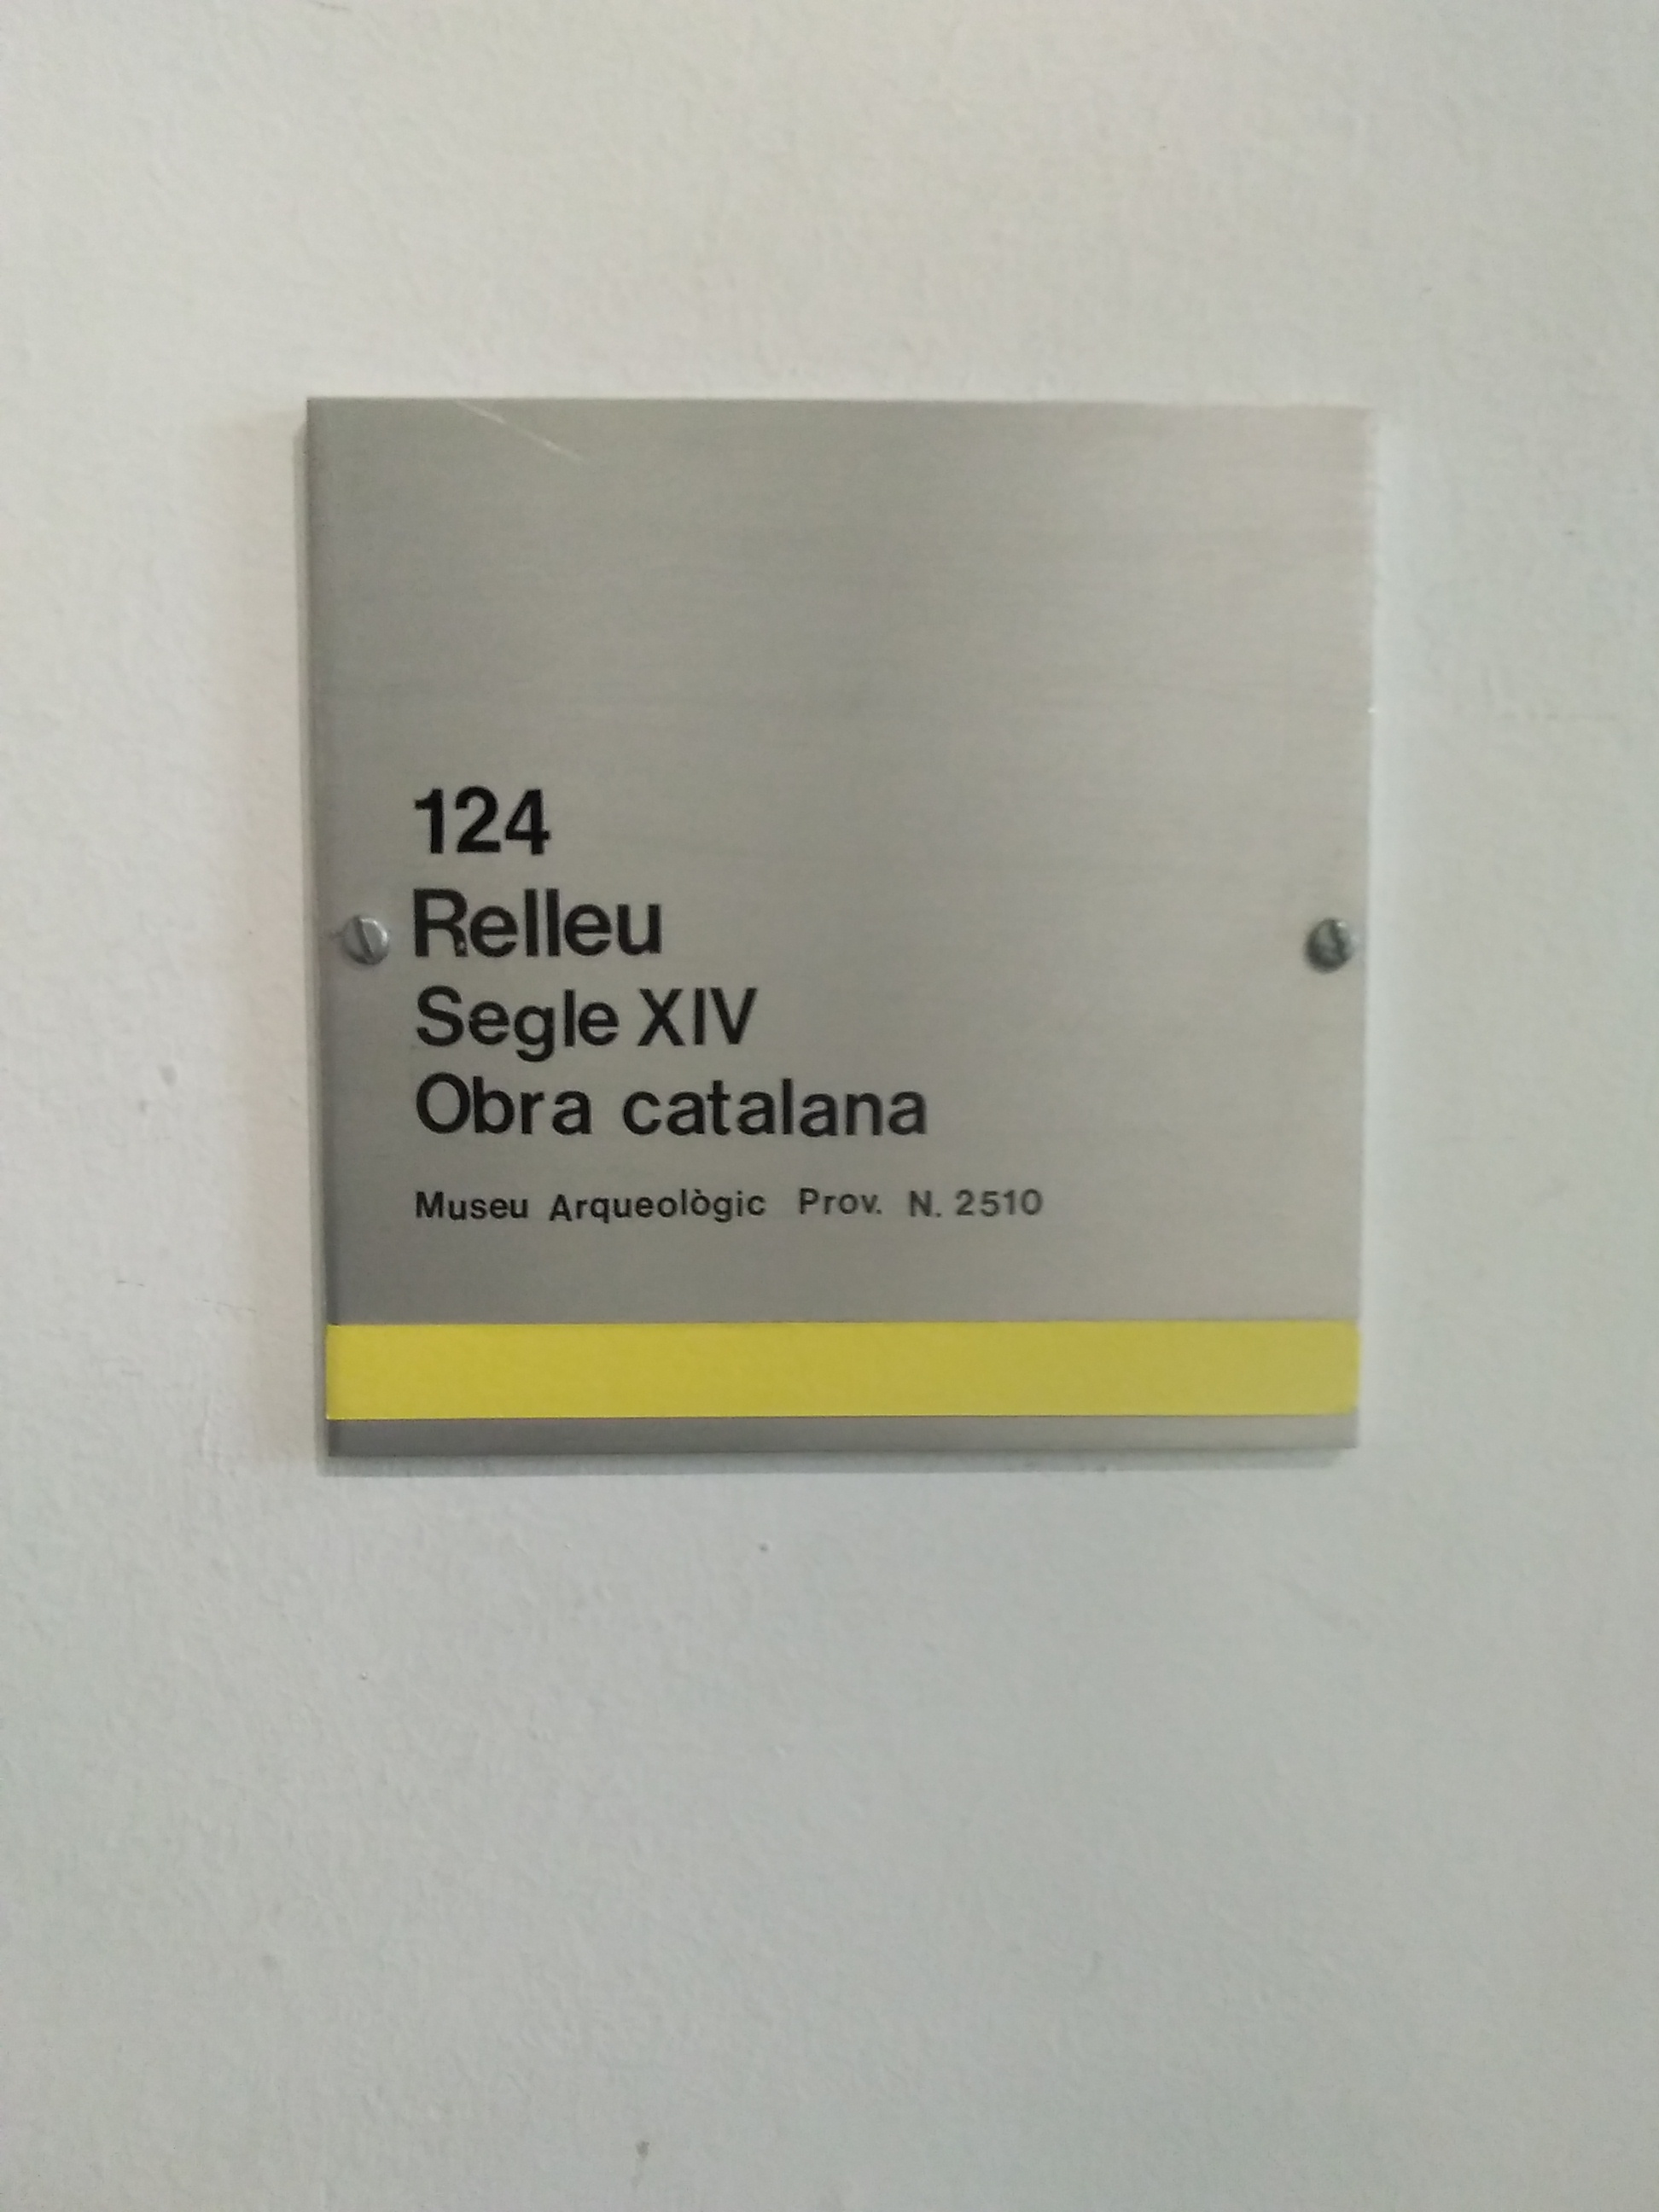 124
Relleu
Segle XIV
Obra catalana
Museu Arqueològic Prov. N. 2510